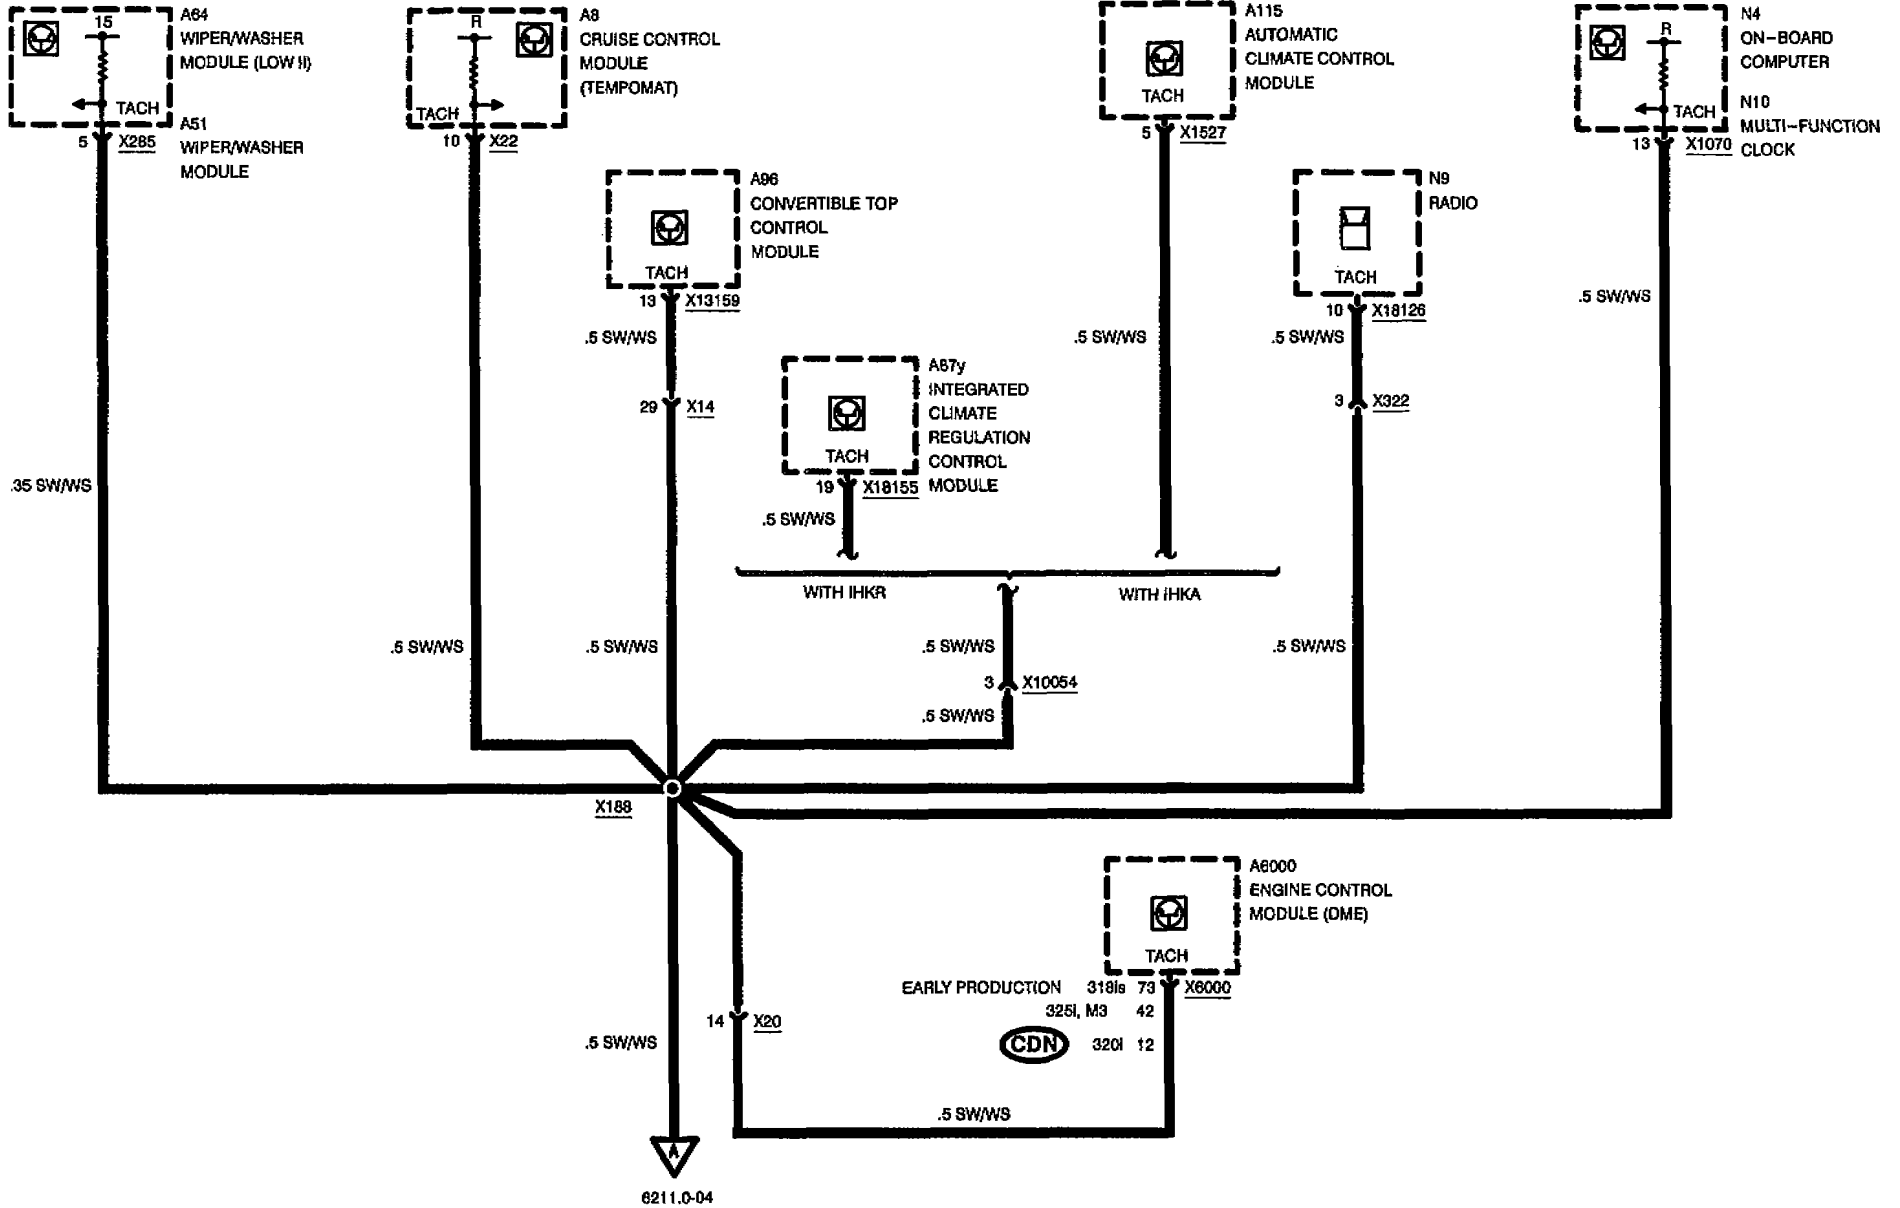 15
TACH
5 X285
A64
WIPER/WASHER
MODULE (LOW II)
A51
WIPER/WASHER
MODULE
R
TACH
10 X22
A8
CRUISE CONTROL
MODULE
(TEMPOMAT)
TACH
5 X1527
A115
AUTOMATIC
CLIMATE CONTROL
MODULE
R
TACH
13 X1070
N4
ON-BOARD
COMPUTER
N10
MULTI-FUNCTION
CLOCK
TACH
13 X13159
A96
CONVERTIBLE TOP
CONTROL
MODULE
TACH
10 X18126
N9
RADIO
.5 SW/WS
.5 SW/WS
.5 SW/WS
.5 SW/WS
29 X14
3 X322
TACH
19 X18155
A67y
INTEGRATED
CLIMATE
REGULATION
CONTROL
MODULE
.35 SW/WS
.5 SW/WS
WITH IHKR
WITH IHKA
.5 SW/WS
.5 SW/WS
.5 SW/WS
.5 SW/WS
3 X10054
.5 SW/WS
X188
TACH
A6000
ENGINE CONTROL
MODULE (DME)
EARLY PRODUCTION 318is 73 X6000
325i, M3 42
CDN 320i 12
14 X20
.5 SW/WS
.5 SW/WS
A
6211.0-04